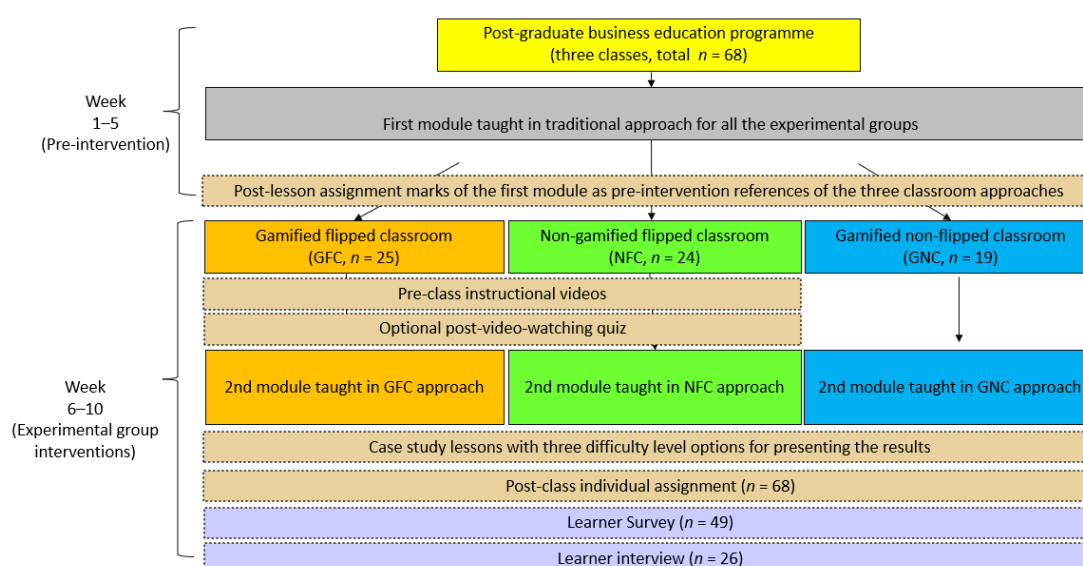 Post-graduate business education programme
(three classes, total n = 68)
Week
1–5
(Pre-intervention)
First module taught in traditional approach for all the experimental groups
Post-lesson assignment marks of the first module as pre-intervention references of the three classroom approaches
Gamified flipped classroom
(GFC, n = 25)
Non-gamified flipped classroom
(NFC, n = 24)
Gamified non-flipped classroom
(GNC, n = 19)
Pre-class instructional videos
Optional post-video-watching quiz
Week
6–10
(Experimental group
interventions)
2nd module taught in GFC approach
2nd module taught in NFC approach
2nd module taught in GNC approach
Case study lessons with three difficulty level options for presenting the results
Post-class individual assignment (n = 68)
Learner Survey (n = 49)
Learner interview (n = 26)